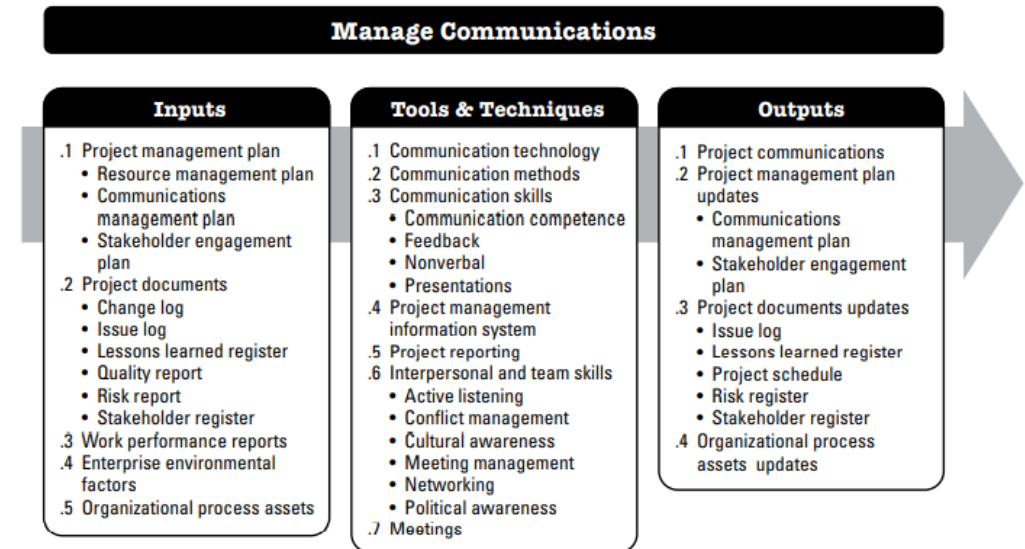 Manage Communications
Inputs
.1 Project management plan
• Resource management plan
• Communications
management plan
• Stakeholder engagement
plan
.2 Project documents
• Change log
• Issue log
• Lessons learned register
• Quality report
• Risk report
• Stakeholder register
.3 Work performance reports
.4 Enterprise environmental
factors
.5 Organizational process assets
Tools & Techniques
.1 Communication technology
.2 Communication methods
.3 Communication skills
• Communication competence
• Feedback
• Nonverbal
• Presentations
.4 Project management
information system
.5 Project reporting
.6 Interpersonal and team skills
• Active listening
• Conflict management
• Cultural awareness
• Meeting management
• Networking
• Political awareness
.7 Meetings
Outputs
.1 Project communications
.2 Project management plan
updates
• Communications
management plan
• Stakeholder engagement
plan
.3 Project documents updates
• Issue log
• Lessons learned register
• Project schedule
• Risk register
• Stakeholder register
.4 Organizational process
assets updates